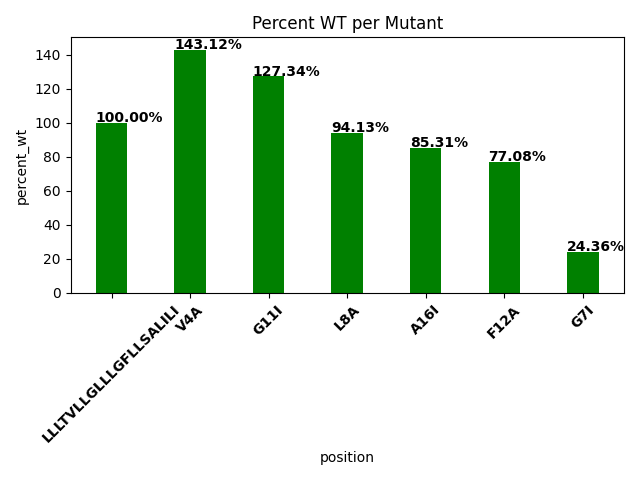 Percent WT per Mutant
percent_wt
140
120
100
80
60
40
20
0
100.00%
143.12%
127.34%
94.13%
85.31%
77.08%
24.36%
LLLTVLLGLLLGFLLSALILI
V4A
G11I
L8A
A16I
F12A
G7I
position